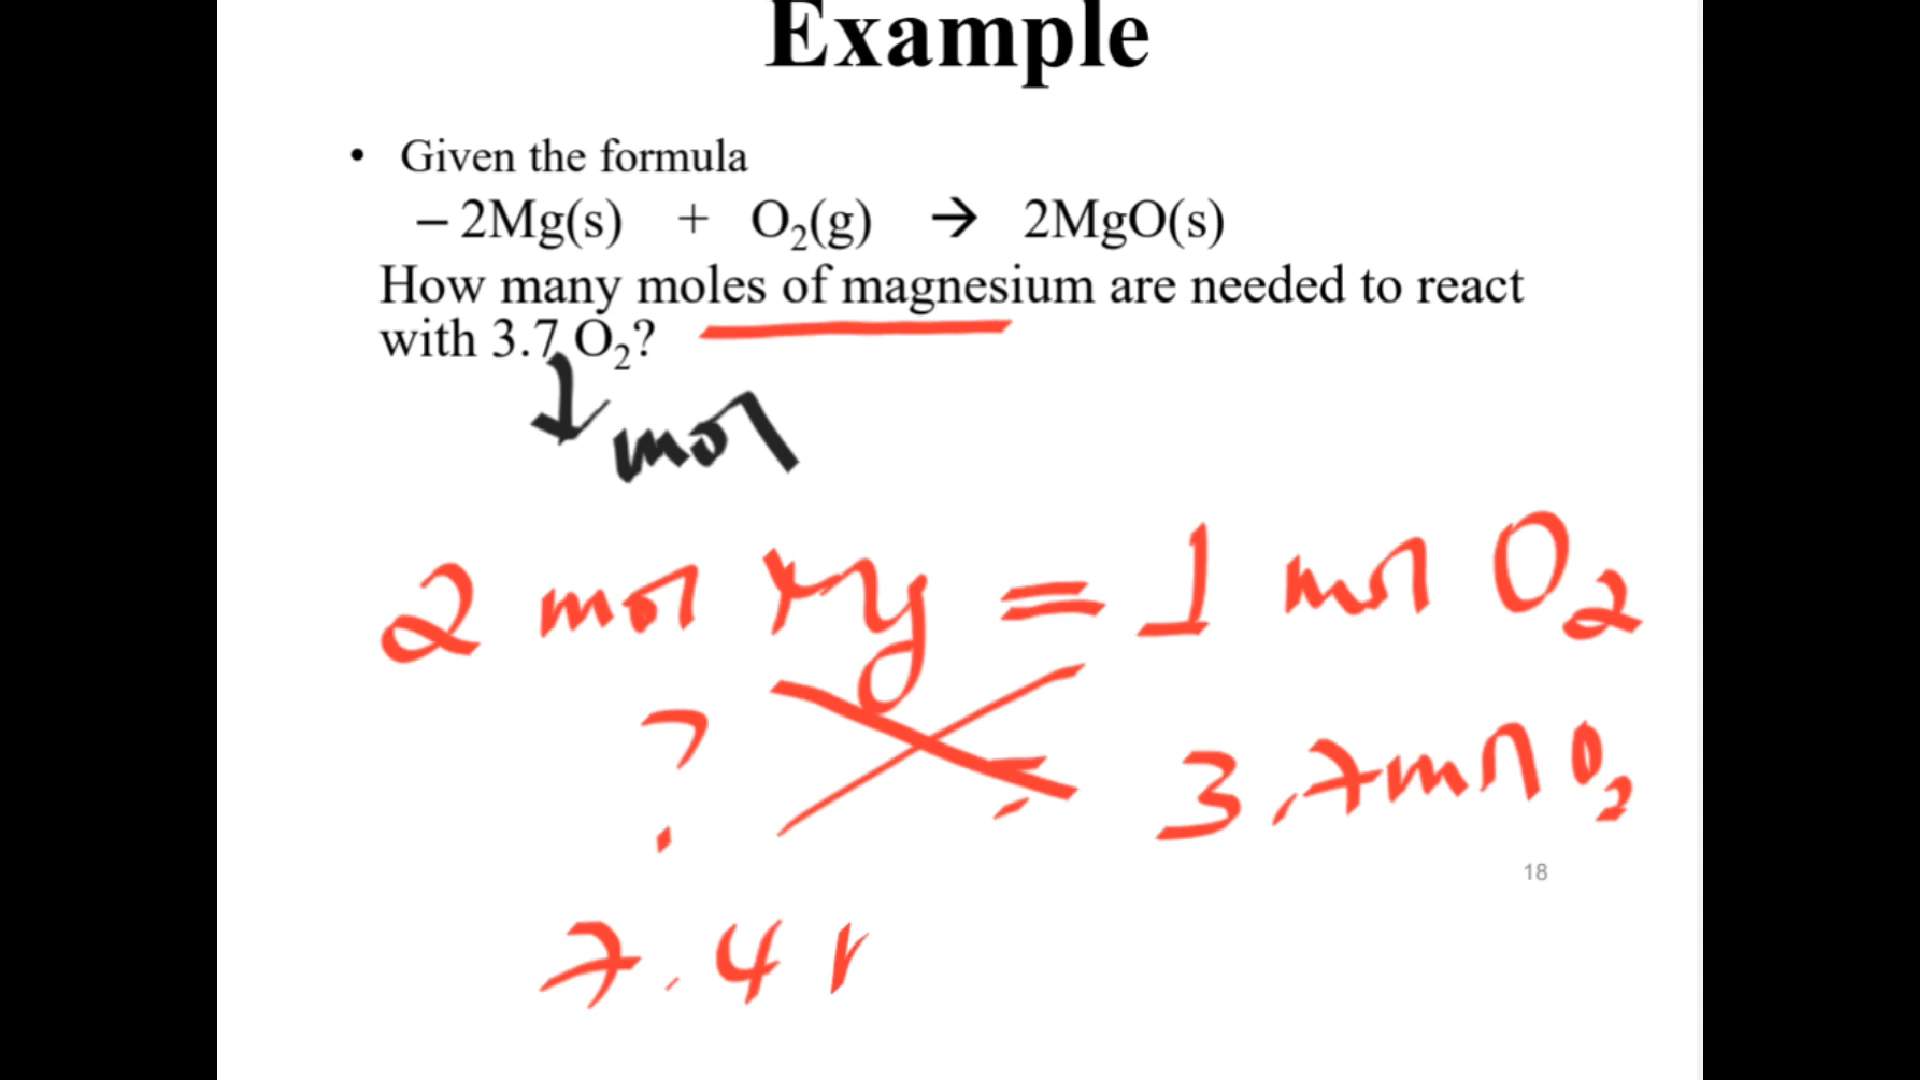 Example
• Given the formula
– 2Mg(s) + O₂(g) → 2MgO(s)
How many moles of magnesium are needed to react
with 3.7 O₂?
mol
2 mol Mg = 1 mol O₂
? = 3.7 mol O₂
18
7.4